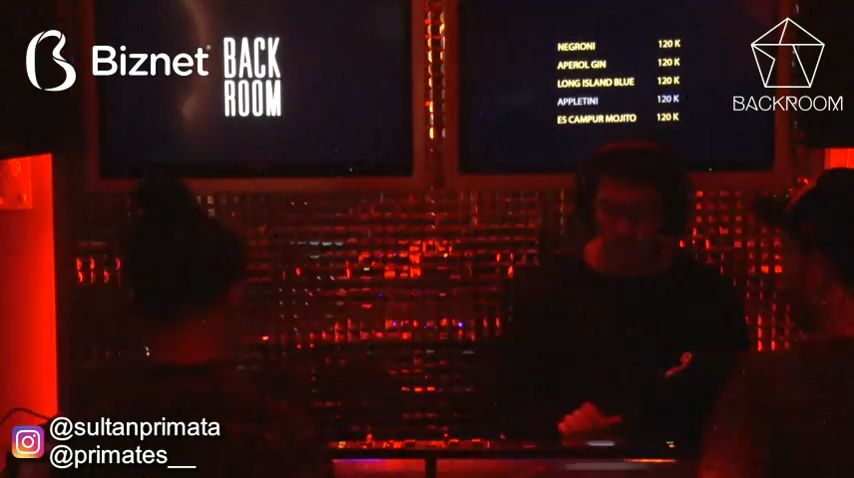 Biznet
BACK
ROOM
NEGRONI 120 K
APEROL GIN 120 K
LONG ISLAND BLUE 120 K
APPLETINI 120 K
ES CAMPUR MOJITO 120 K
BACKROOM
@sultanprimata
@primates__